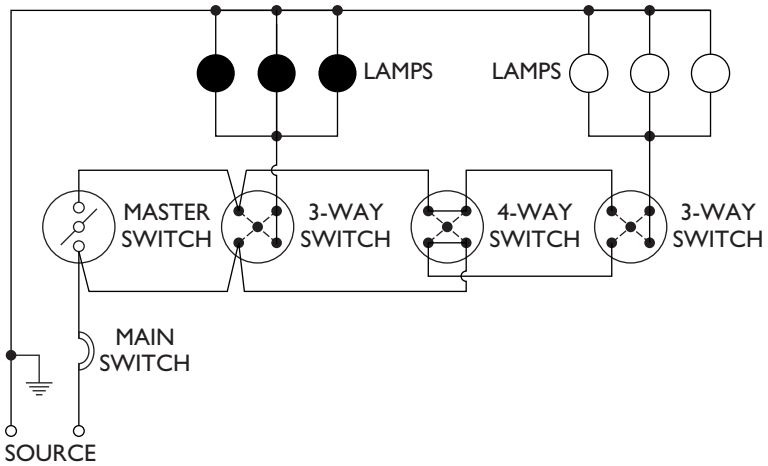 LAMPS
LAMPS
MASTER
SWITCH
3-WAY
SWITCH
4-WAY
SWITCH
3-WAY
SWITCH
MAIN
SWITCH
SOURCE